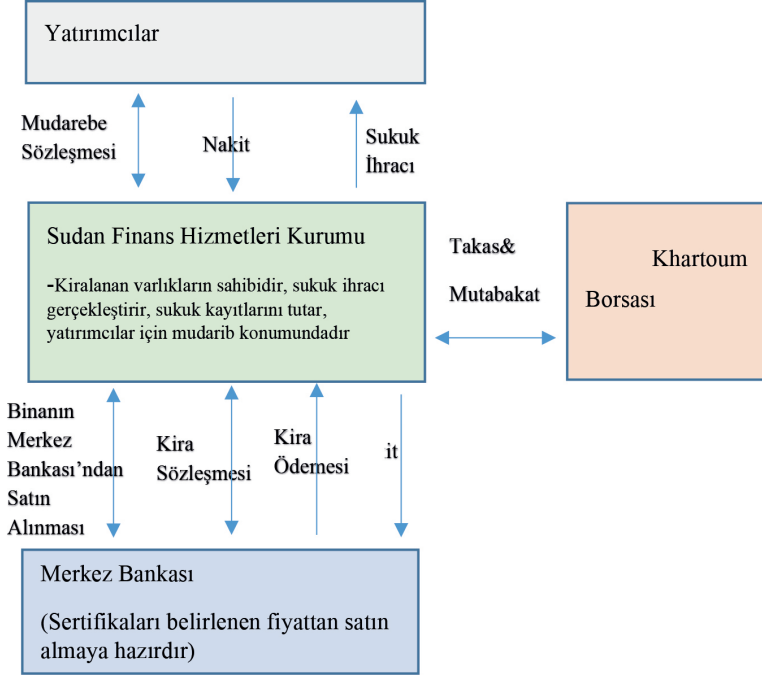 Yatırımcılar
Mudarebe
Sözleşmesi
Nakit
Sukuk
İhracı
Sudan Finans Hizmetleri Kurumu
-Kiralanan varlıkların sahibidir, sukuk ihracı
gerçekleştirir, sukuk kayıtlarını tutar,
yatırımcılar için mudarib konumundadır
Takas&
Mutabakat
Khartoum
Borsası
Binanın
Merkez
Bankası’ndan
Satın
Alınması
Kira
Sözleşmesi
Kira
Ödemesi
it
Merkez Bankası
(Sertifikaları belirlenen fiyattan satın
almaya hazırdır)